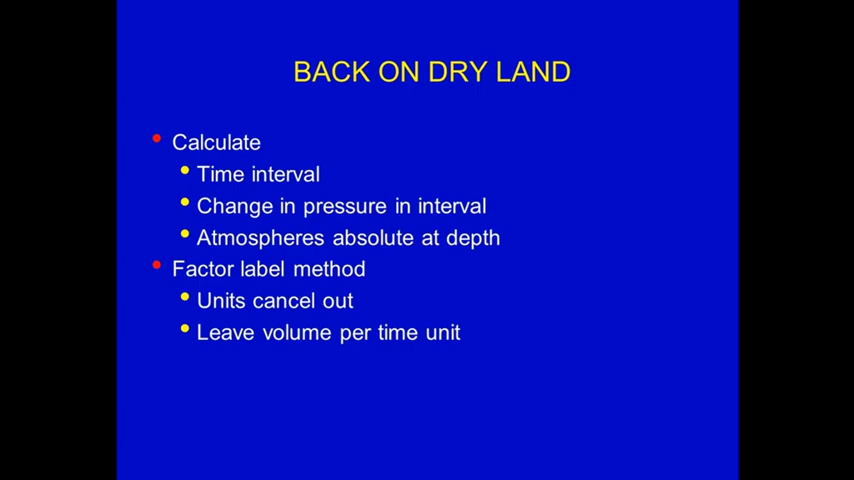 BACK ON DRY LAND
• Calculate
• Time interval
• Change in pressure in interval
• Atmospheres absolute at depth
• Factor label method
• Units cancel out
• Leave volume per time unit